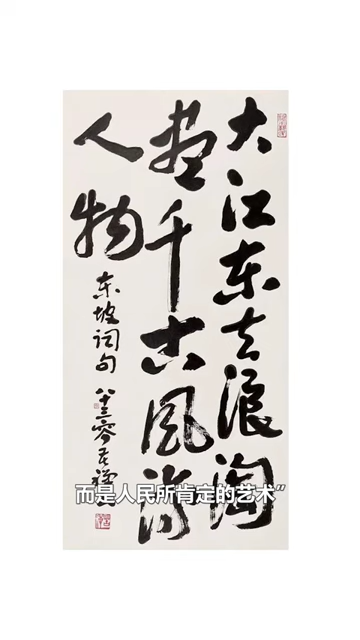 大江东去浪淘
尽千古风流
人物
东坡词句
而是人民所肯定的艺术”